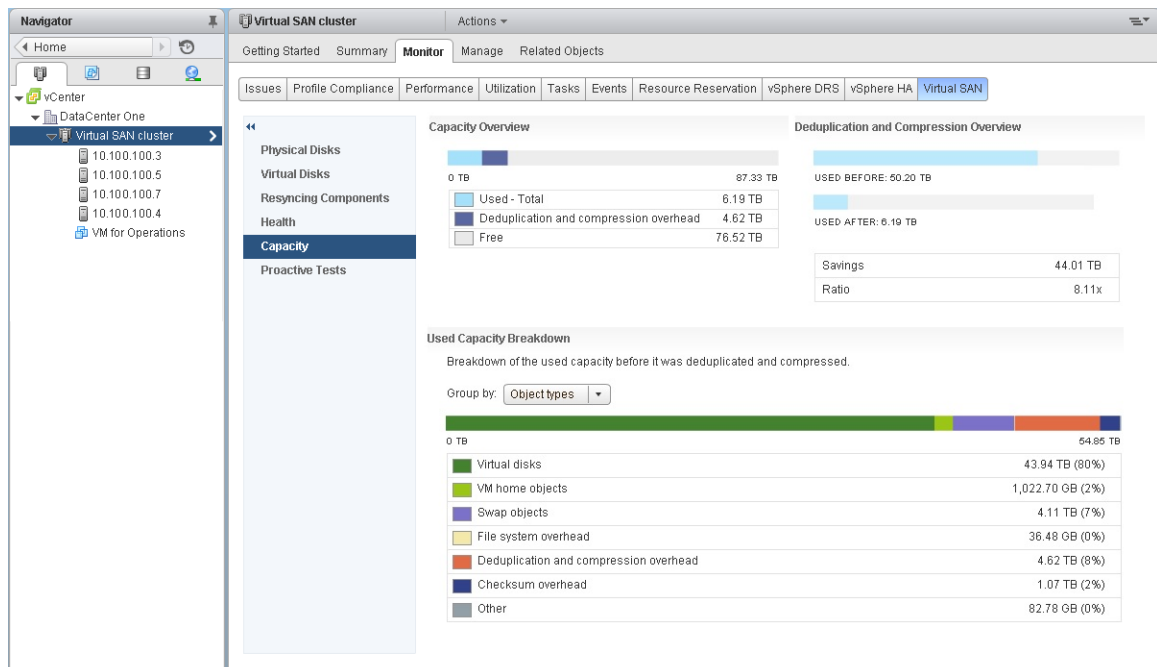 Navigator
Home
vCenter
DataCenter One
Virtual SAN cluster
10.100.100.3
10.100.100.5
10.100.100.7
10.100.100.4
VM for Operations
Virtual SAN cluster Actions
Getting Started Summary Monitor Manage Related Objects
Issues Profile Compliance Performance Utilization Tasks Events Resource Reservation vSphere DRS vSphere HA Virtual SAN
Physical Disks
Virtual Disks
Resyncing Components
Health
Capacity
Proactive Tests
Capacity Overview
0 TB 87.33 TB
Used - Total 6.19 TB
Deduplication and compression overhead 4.62 TB
Free 76.52 TB
Deduplication and Compression Overview
USED BEFORE: 50.20 TB
USED AFTER: 6.19 TB
Savings 44.01 TB
Ratio 8.11x
Used Capacity Breakdown
Breakdown of the used capacity before it was deduplicated and compressed.
Group by: Object types
0 TB 54.85 TB
Virtual disks 43.94 TB (80%)
VM home objects 1,022.70 GB (2%)
Swap objects 4.11 TB (7%)
File system overhead 36.48 GB (0%)
Deduplication and compression overhead 4.62 TB (8%)
Checksum overhead 1.07 TB (2%)
Other 82.78 GB (0%)